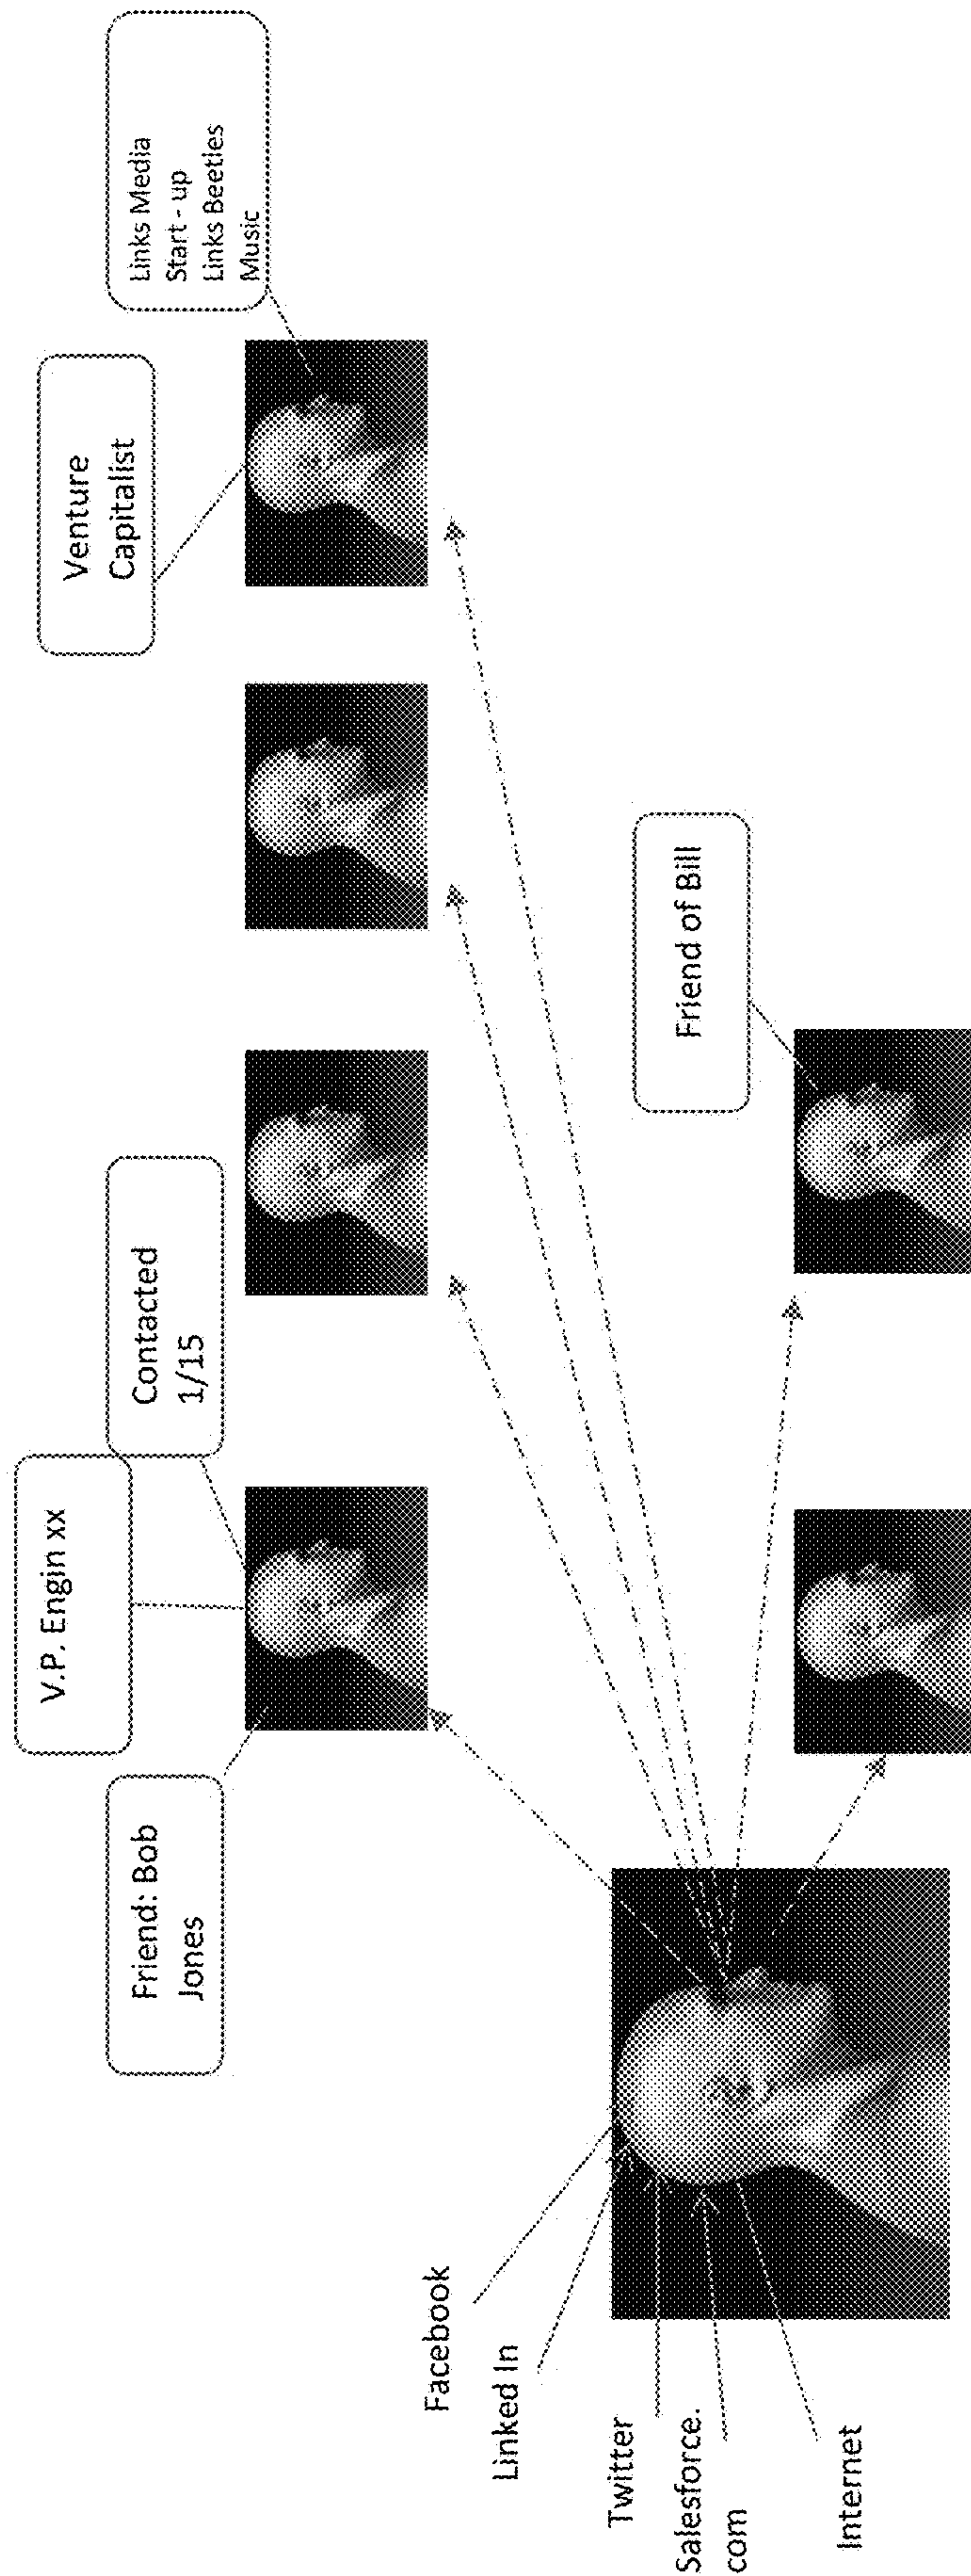 Friend: Bob
Jones
V.P. Engin xx
Contacted
1/15
Venture
Capitalist
Links Media
Start - up
Links Beetles
Music
Facebook
Linked In
Twitter
Salesforce.
com
Internet
Friend of Bill